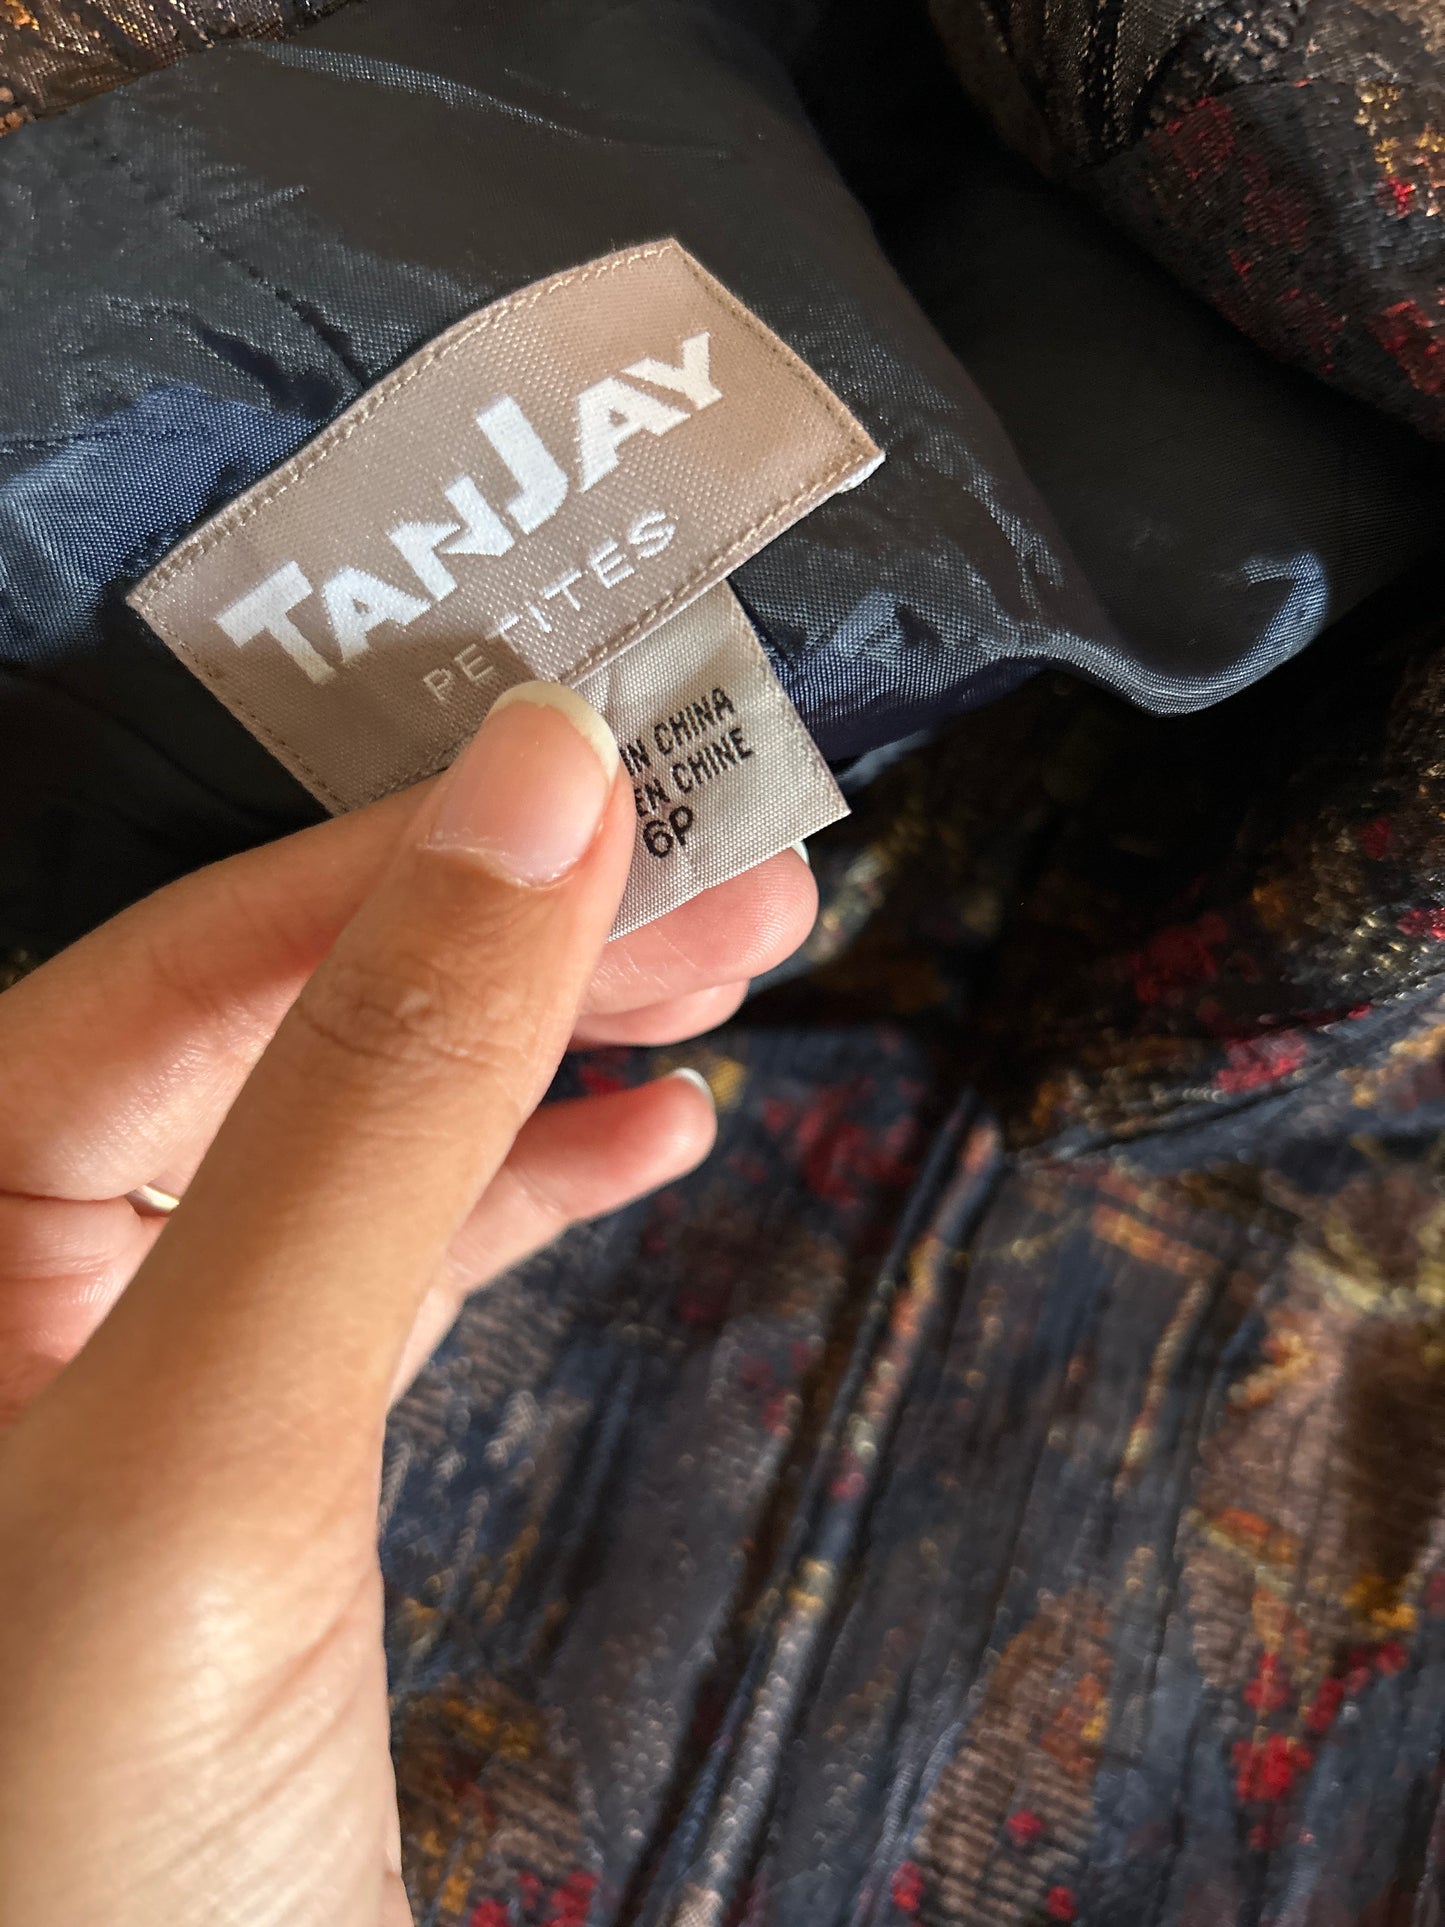 TANJAY
PETITES
IN CHINA
EN CHINE
6P